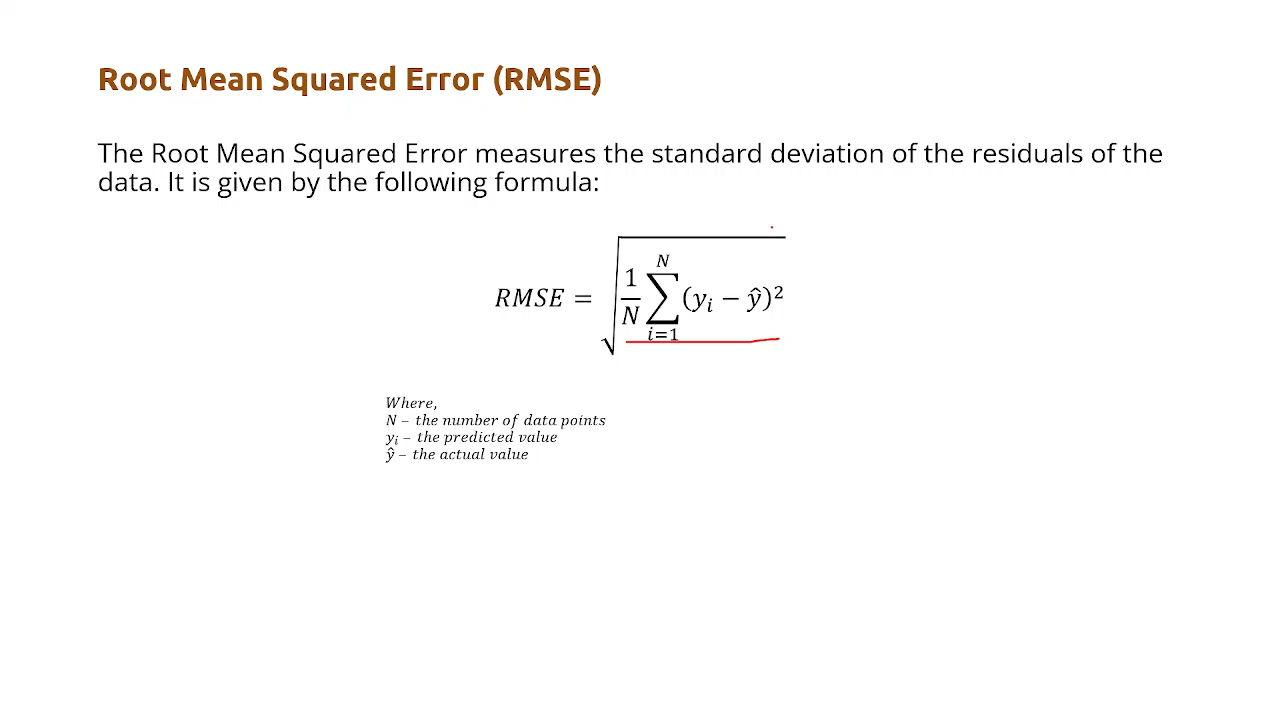 Root Mean Squared Error (RMSE)
The Root Mean Squared Error measures the standard deviation of the residuals of the
data. It is given by the following formula:
RMSE = √(1/N ∑_{i=1}^{N} (y_i − ŷ)²)
Where,
N – the number of data points
y_i – the predicted value
ŷ – the actual value